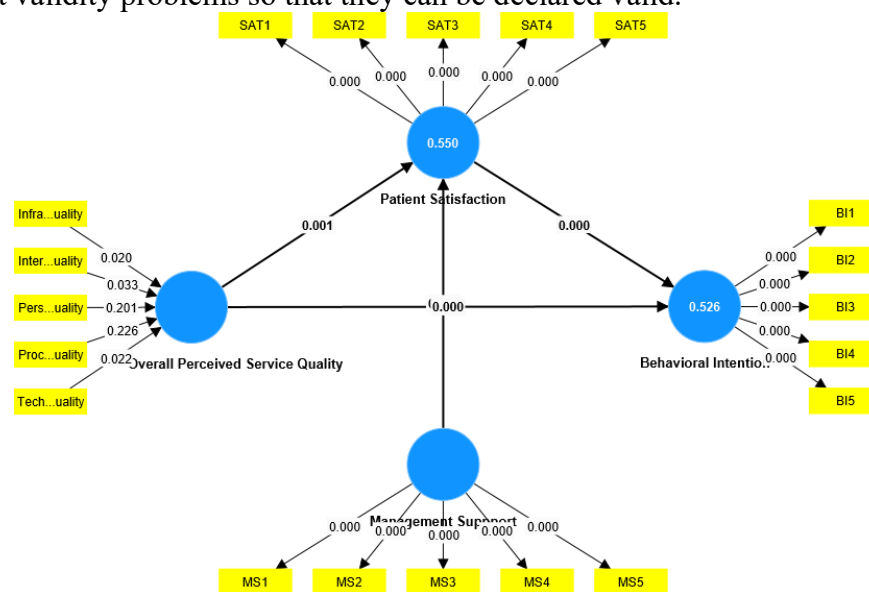 t validity problems so that they can be declared valid.
SAT1 SAT2 SAT3 SAT4 SAT5
0.000 0.000 0.000 0.000 0.000
0.550
Patient Satisfaction
Infra...uality
Inter...uality
Pers...uality
Proc...uality
Tech...uality
0.020
0.033
0.201
0.226
0.022
0.001
0.000
0.000
Overall Perceived Service Quality
0.526
Behavioral Intentio
0.000
0.000
0.000
0.000
0.000
BI1
BI2
BI3
BI4
BI5
Management Support
0.000 0.000 0.000 0.000 0.000
MS1 MS2 MS3 MS4 MS5